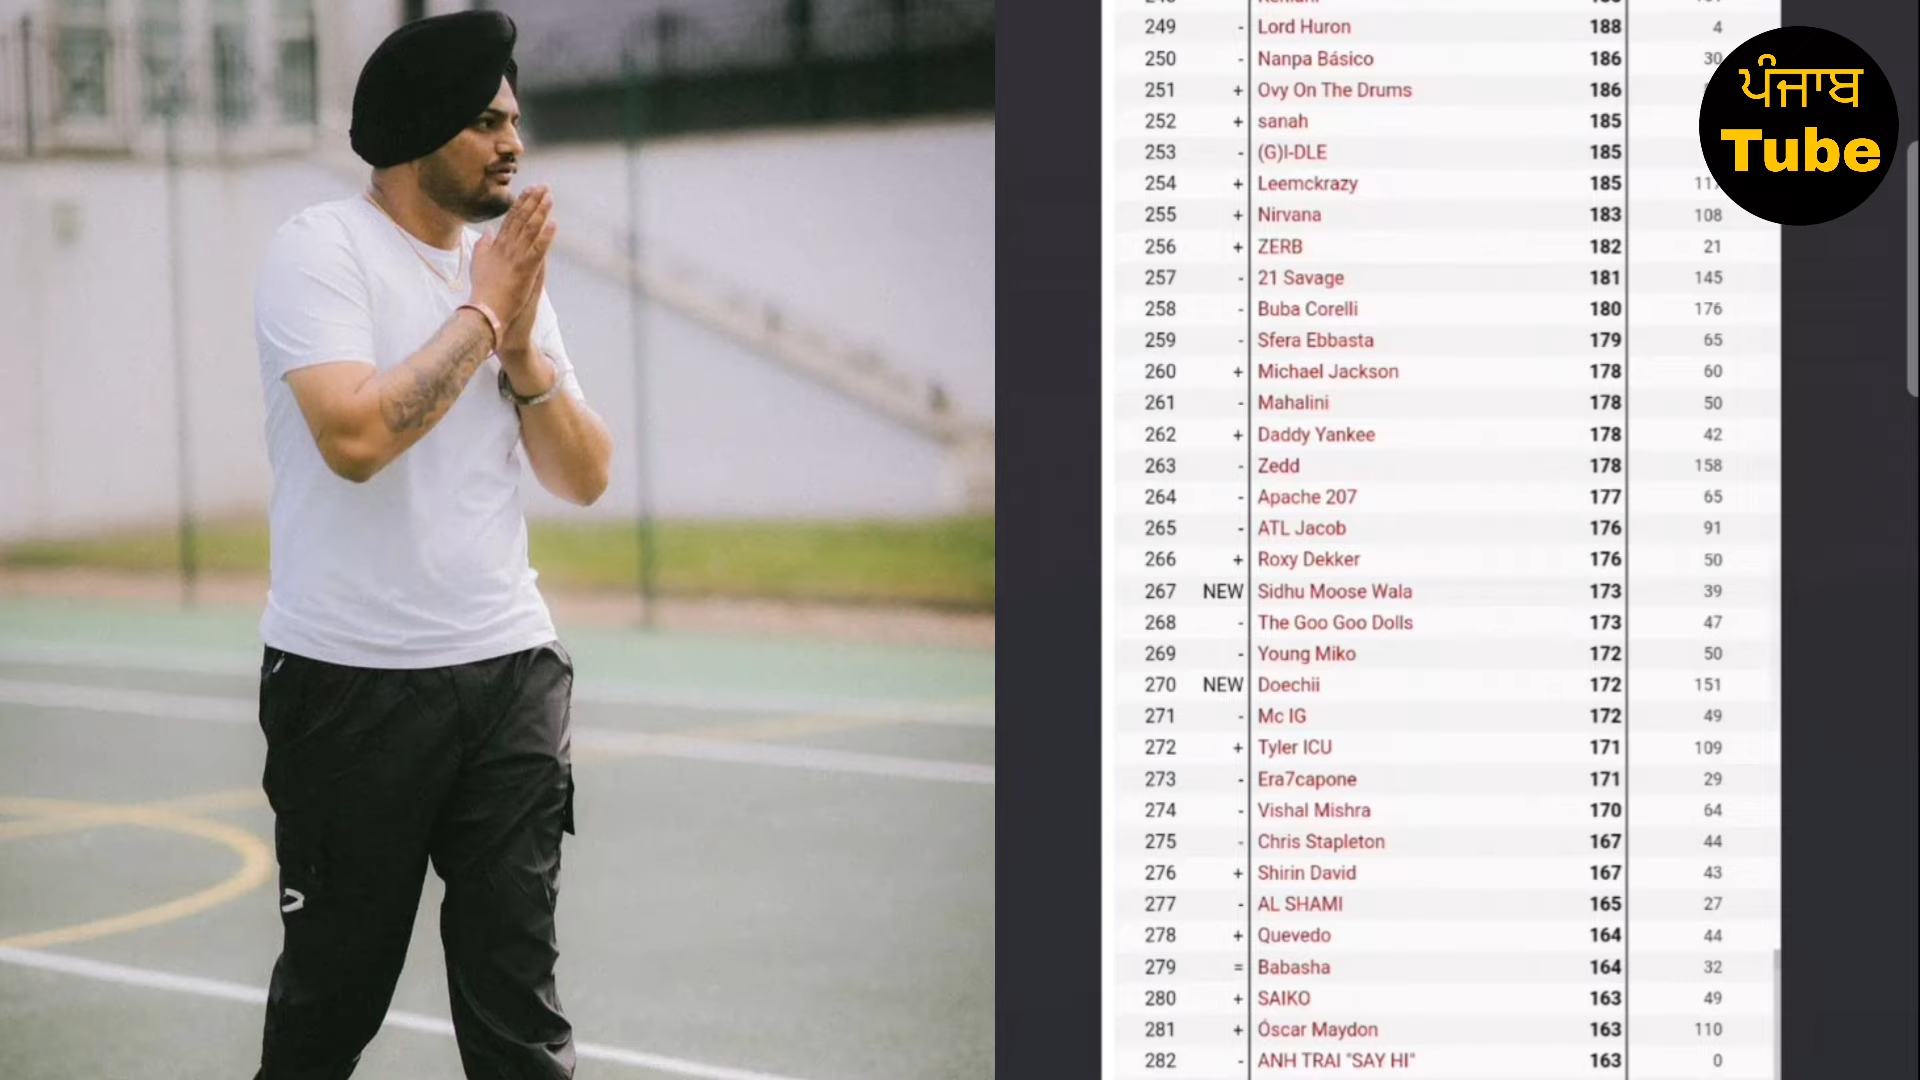 249 - Lord Huron 188 4
250 - Nanpa Básico 186 30
251 + Ovy On The Drums 186
252 + sanah 185
253 - (G)I-DLE 185
254 + Leemckrazy 185 117
255 + Nirvana 183 108
256 + ZERB 182 21
257 - 21 Savage 181 145
258 - Buba Corelli 180 176
259 - Sfera Ebbasta 179 65
260 + Michael Jackson 178 60
261 - Mahalini 178 50
262 + Daddy Yankee 178 42
263 - Zedd 178 158
264 - Apache 207 177 65
265 - ATL Jacob 176 91
266 + Roxy Dekker 176 50
267 NEW Sidhu Moose Wala 173 39
268 - The Goo Goo Dolls 173 47
269 - Young Miko 172 50
270 NEW Doechii 172 151
271 - Mc IG 172 49
272 + Tyler ICU 171 109
273 - Era7capone 171 29
274 - Vishal Mishra 170 64
275 - Chris Stapleton 167 44
276 + Shirin David 167 43
277 - AL SHAMI 165 27
278 + Quevedo 164 44
279 = Babasha 164 32
280 + SAIKO 163 49
281 + Óscar Maydon 163 110
282 - ANH TRAI "SAY HI" 163 0
ਪੰਜਾਬ
Tube